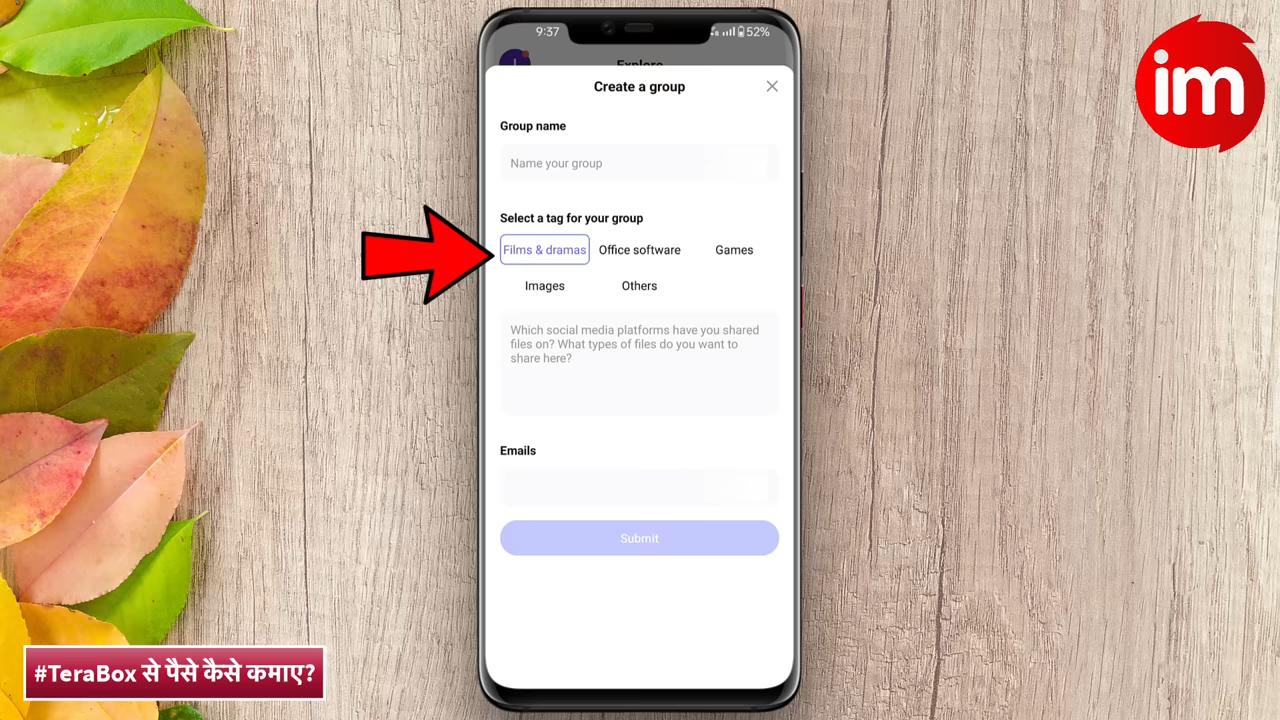 9:37
52%
Explore
Create a group
Group name
Name your group
Select a tag for your group
Films & dramas Office software Games
Images Others
Which social media platforms have you shared
files on? What types of files do you want to
share here?
Emails
Submit
im
#TeraBox से पैसे कैसे कमाए?